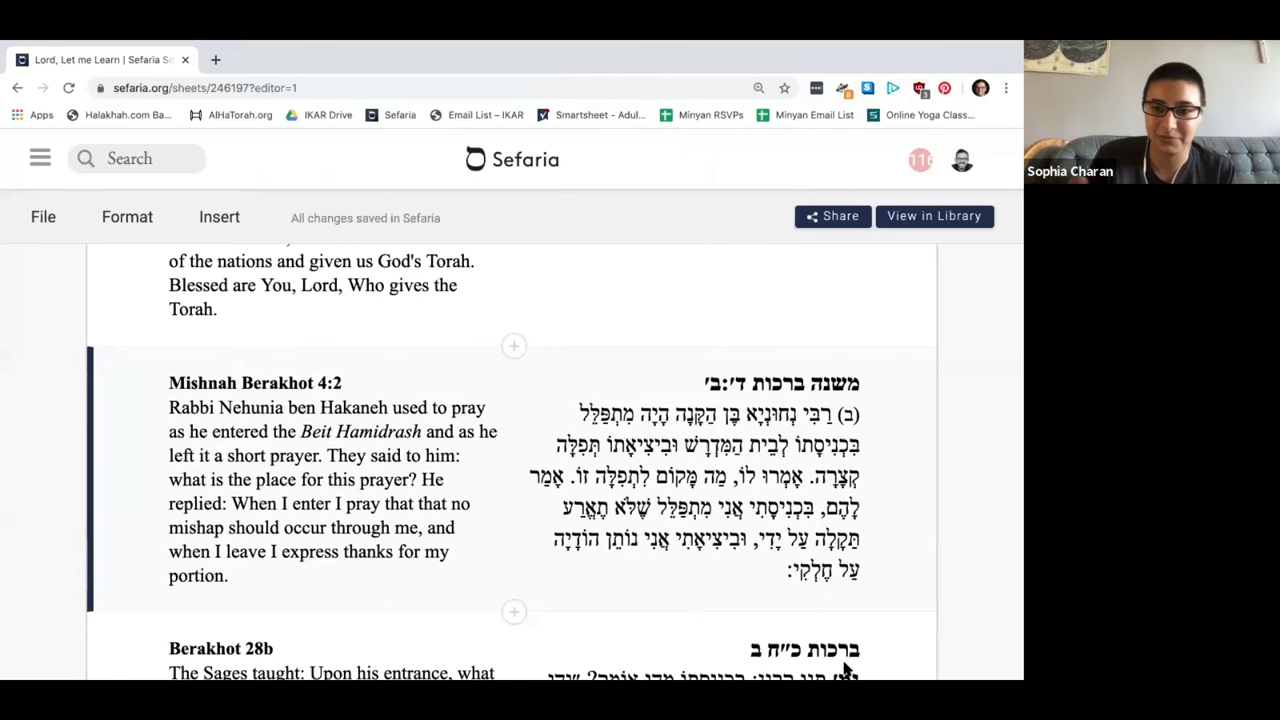 Lord, Let me Learn | Sefaria So
sefaria.org/sheets/246197?editor=1
Apps
Halakhah.com Ba...
AlHaTorah.org
IKAR Drive
Sefaria
Email List – IKAR
Smartsheet - Adul...
Minyan RSVPs
Minyan Email List
Online Yoga Class...
Search
Sefaria
116
Sophia Charan
File
Format
Insert
All changes saved in Sefaria
Share
View in Library
of the nations and given us God's Torah.
Blessed are You, Lord, Who gives the
Torah.
Mishnah Berakhot 4:2
Rabbi Nehunia ben Hakaneh used to pray
as he entered the Beit Hamidrash and as he
left it a short prayer. They said to him:
what is the place for this prayer? He
replied: When I enter I pray that that no
mishap should occur through me, and
when I leave I express thanks for my
portion.
משנה ברכות ד׳:ב׳
(ב) רַבִּי נְחוּנְיָא בֶּן הַקָּנָה הָיָה מִתְפַּלֵּל
בִּכְנִיסָתוֹ לְבֵית הַמִּדְרָשׁ וּבִיצִיאָתוֹ תְּפִלָּה
קְצָרָה. אָמְרוּ לוֹ, מַה מָּקוֹם לִתְפִלָּה זוֹ. אָמַר
לָהֶם, בִּכְנִיסָתִי אֲנִי מִתְפַּלֵּל שֶׁלֹּא תֶאֱרַע
תַּקָלָה עַל יָדִי, וּבִיצִיאָתִי אֲנִי נוֹתֵן הוֹדָיָה
עַל חֶלְקִי:
Berakhot 28b
The Sages taught: Upon his entrance, what
ברכות כ״ח ב